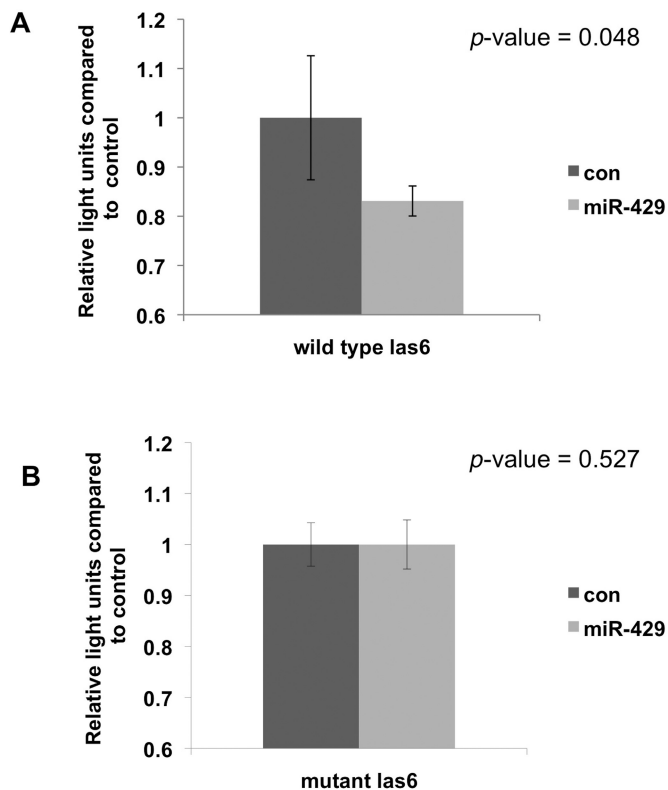 A
p-value = 0.048
Relative light units compared
to control
1.2
1.1
1
0.9
0.8
0.7
0.6
con
miR-429
wild type las6
B
p-value = 0.527
Relative light units compared
to control
1.2
1.1
1
0.9
0.8
0.7
0.6
con
miR-429
mutant las6